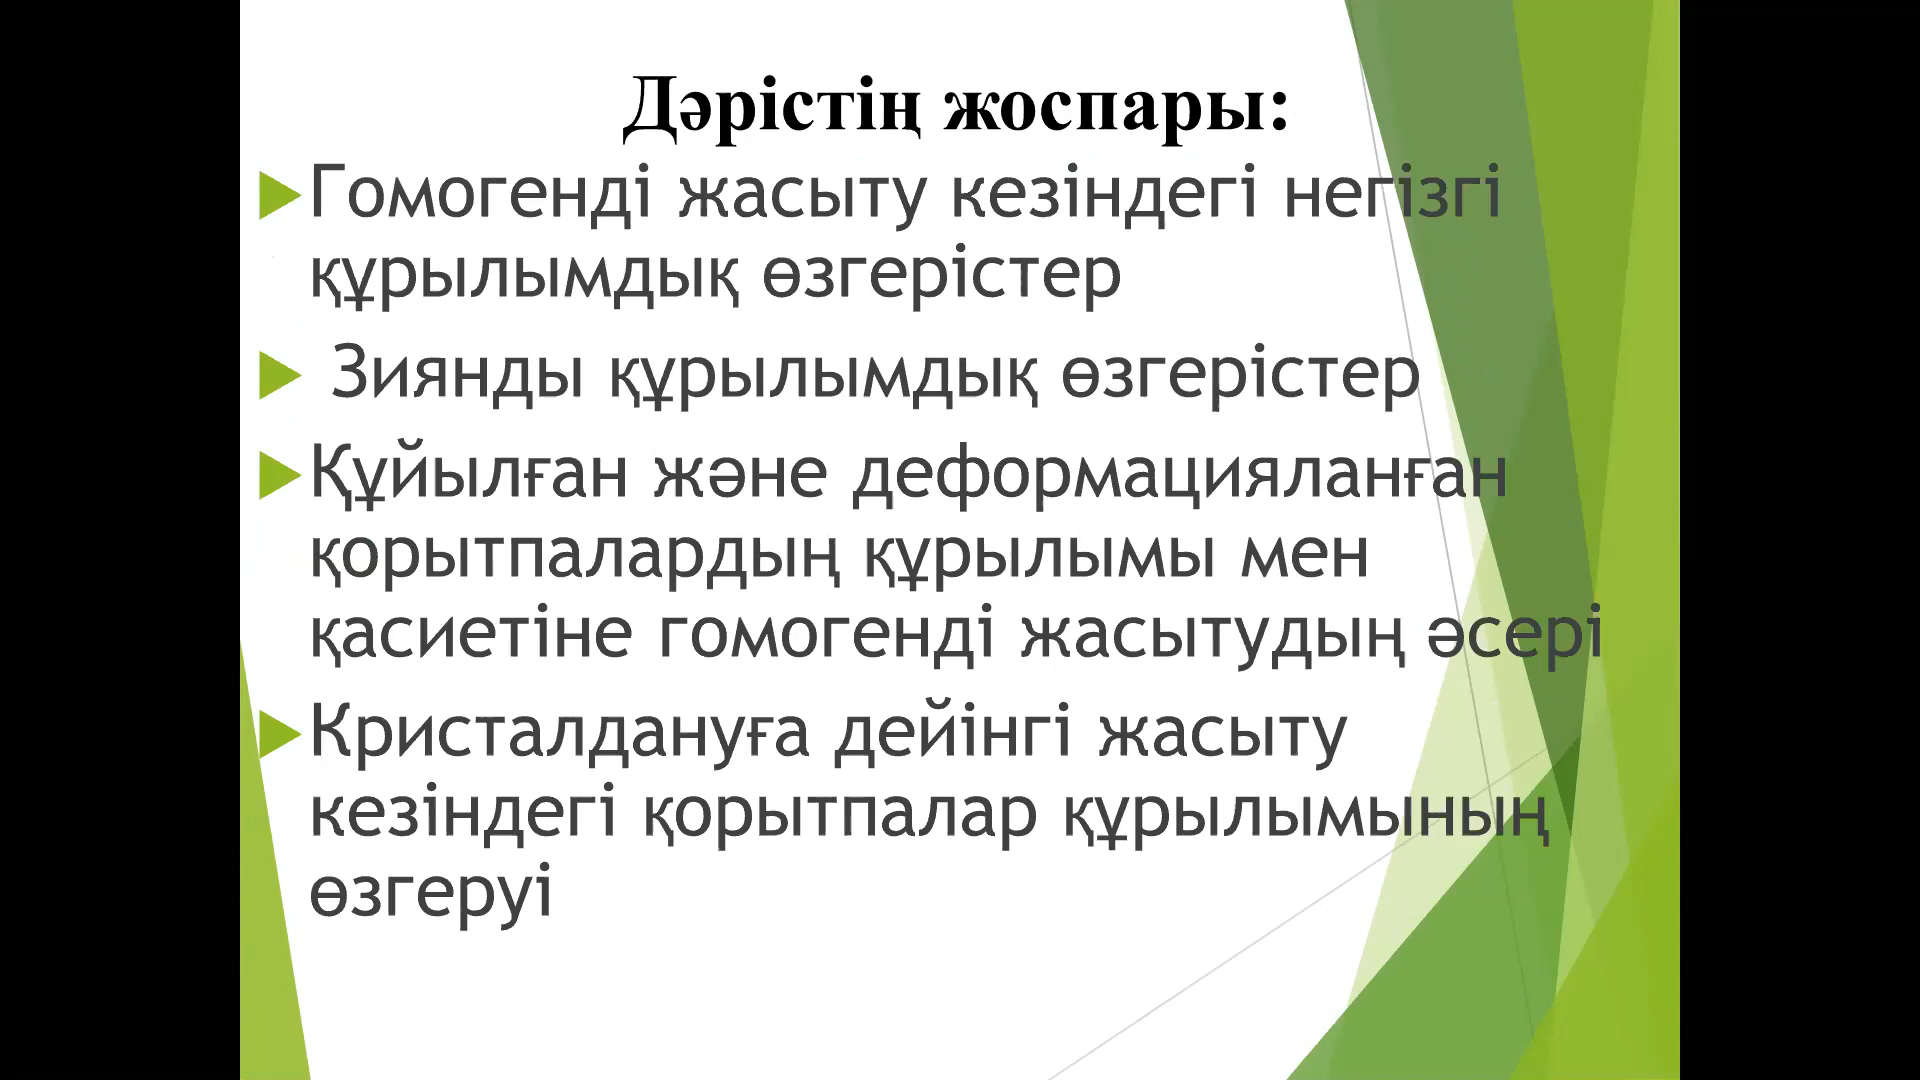 Дәрістің жоспары:
Гомогенді жасыту кезіндегі негізгі
құрылымдық өзгерістер
Зиянды құрылымдық өзгерістер
Құйылған және деформацияланған
қорытпалардың құрылымы мен
қасиетіне гомогенді жасытудың әсері
Кристалдануға дейінгі жасыту
кезіндегі қорытпалар құрылымының
өзгеруі